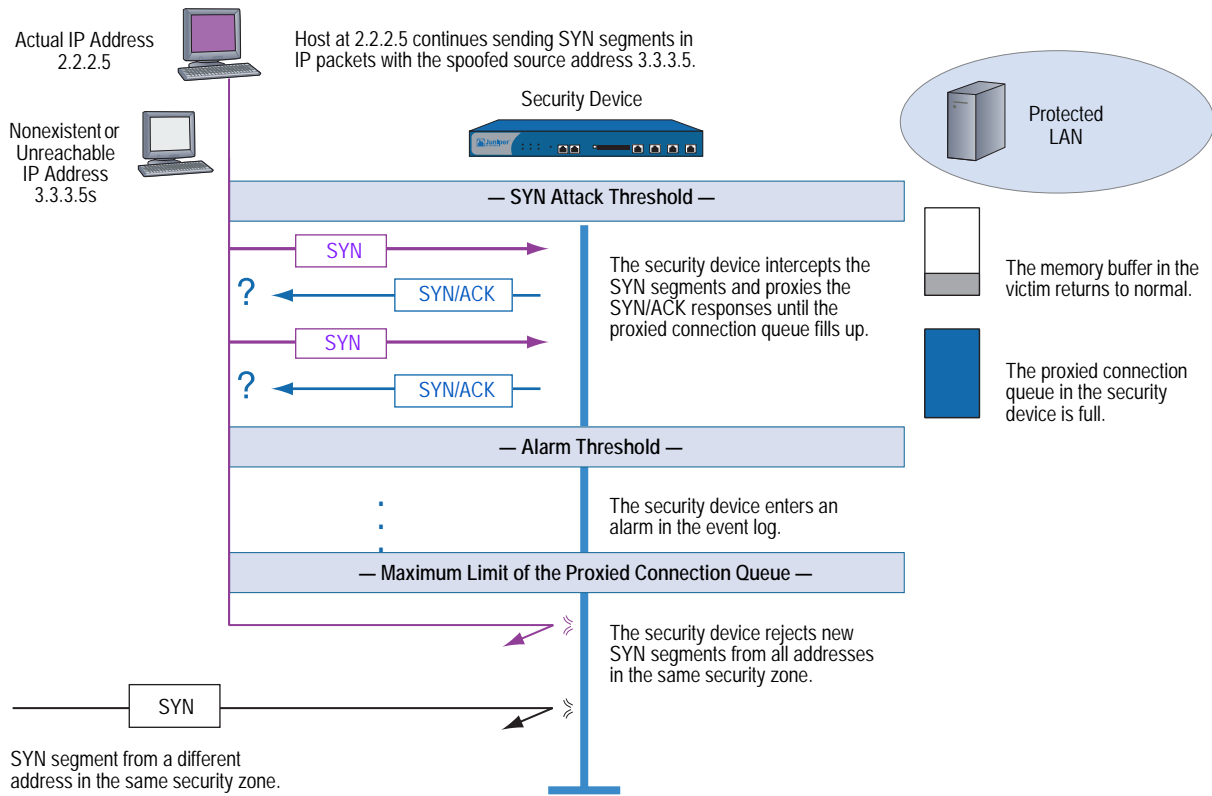 Actual IP Address
2.2.2.5
Host at 2.2.2.5 continues sending SYN segments in
IP packets with the spoofed source address 3.3.3.5.
Nonexistent or
Unreachable
IP Address
3.3.3.5s
Security Device
Juniper
Protected
LAN
— SYN Attack Threshold —
SYN
? SYN/ACK
SYN
? SYN/ACK
The security device intercepts the
SYN segments and proxies the
SYN/ACK responses until the
proxied connection queue fills up.
The memory buffer in the
victim returns to normal.
The proxied connection
queue in the security
device is full.
— Alarm Threshold —
The security device enters an
alarm in the event log.
— Maximum Limit of the Proxied Connection Queue —
The security device rejects new
SYN segments from all addresses
in the same security zone.
SYN
SYN segment from a different
address in the same security zone.